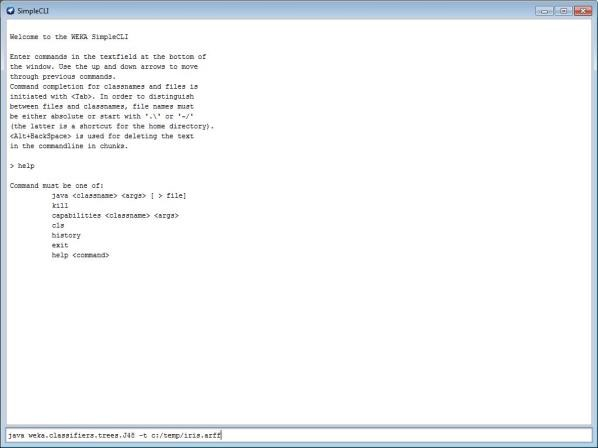 SimpleCLI
Welcome to the WEKA SimpleCLI
Enter commands in the textfield at the bottom of
the window. Use the up and down arrows to move
through previous commands.
Command completion for classnames and files is
initiated with <Tab>. In order to distinguish
between files and classnames, file names must
be either absolute or start with '.\' or '~/'
(the latter is a shortcut for the home directory).
<Alt+BackSpace> is used for deleting the text
in the commandline in chunks.
> help
Command must be one of:
java <classname> <args> [ > file]
kill
capabilities <classname> <args>
cls
history
exit
help <command>
java weka.classifiers.trees.J48 -t c:/temp/iris.arff